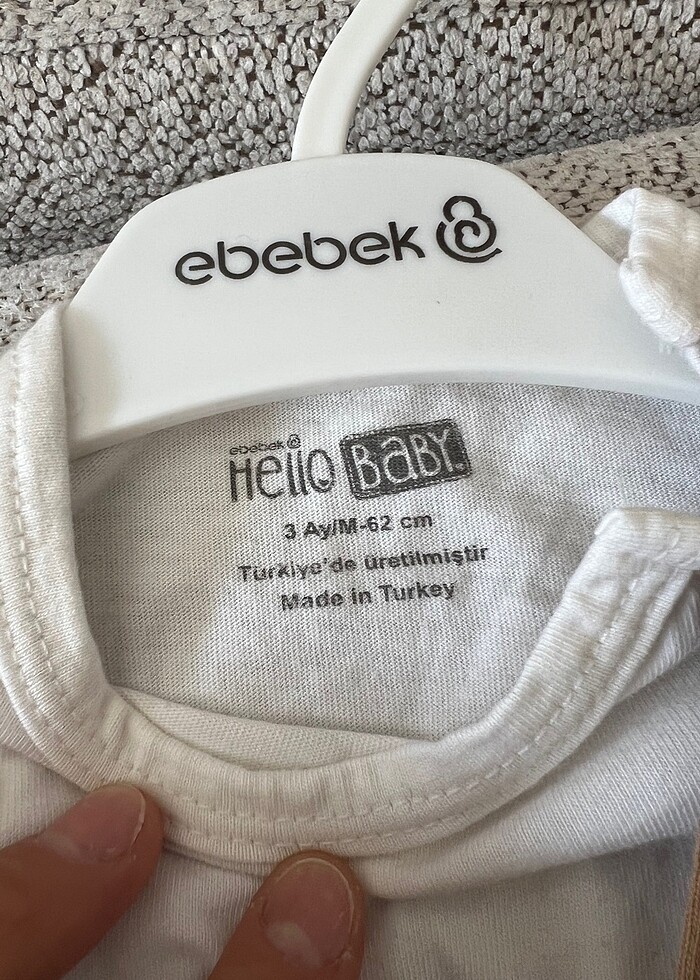 ebebek
ebebek
Hello BaBY.
3 Ay/M-62 cm
Türkiye'de üretilmiştir
Made in Turkey